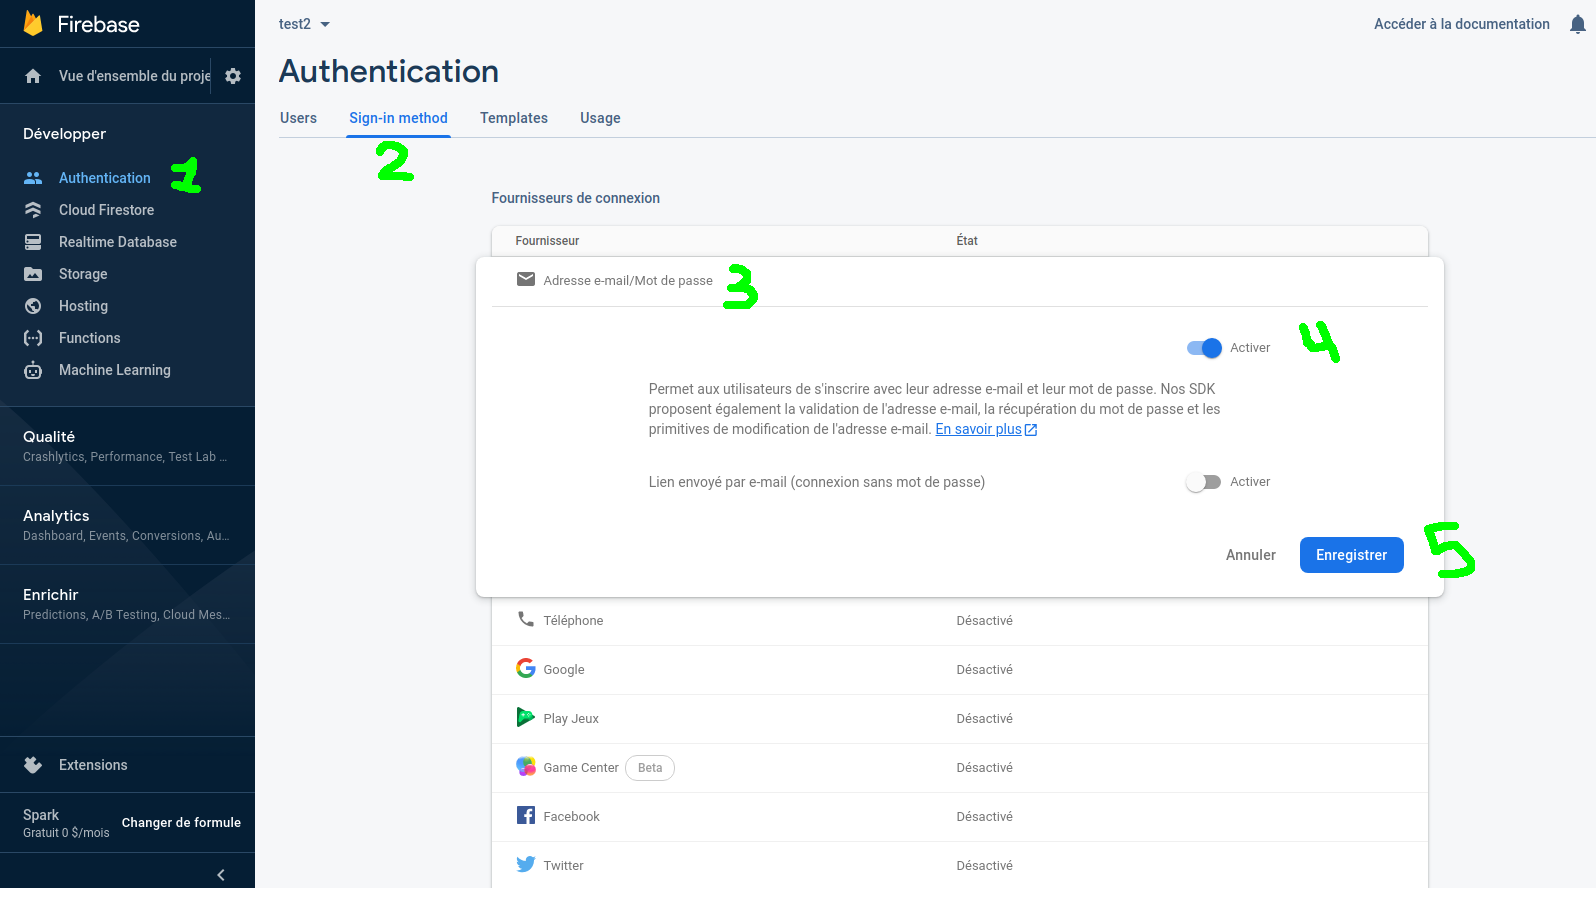 Firebase
test2
Accéder à la documentation
Vue d'ensemble du proje
Authentication
Users
Sign-in method
Templates
Usage
2
Développer
Authentication
1
Cloud Firestore
Realtime Database
Storage
Hosting
Functions
Machine Learning
Qualité
Crashlytics, Performance, Test Lab ...
Analytics
Dashboard, Events, Conversions, Au...
Enrichir
Predictions, A/B Testing, Cloud Mes...
Extensions
Spark
Gratuit 0 $/mois
Changer de formule
Fournisseurs de connexion
Fournisseur
État
Adresse e-mail/Mot de passe
3
Activer
4
Permet aux utilisateurs de s'inscrire avec leur adresse e-mail et leur mot de passe. Nos SDK
proposent également la validation de l'adresse e-mail, la récupération du mot de passe et les
primitives de modification de l'adresse e-mail. En savoir plus
Lien envoyé par e-mail (connexion sans mot de passe)
Activer
Annuler
Enregistrer
5
Téléphone
Désactivé
Google
Désactivé
Play Jeux
Désactivé
Game Center
Beta
Désactivé
Facebook
Désactivé
Twitter
Désactivé